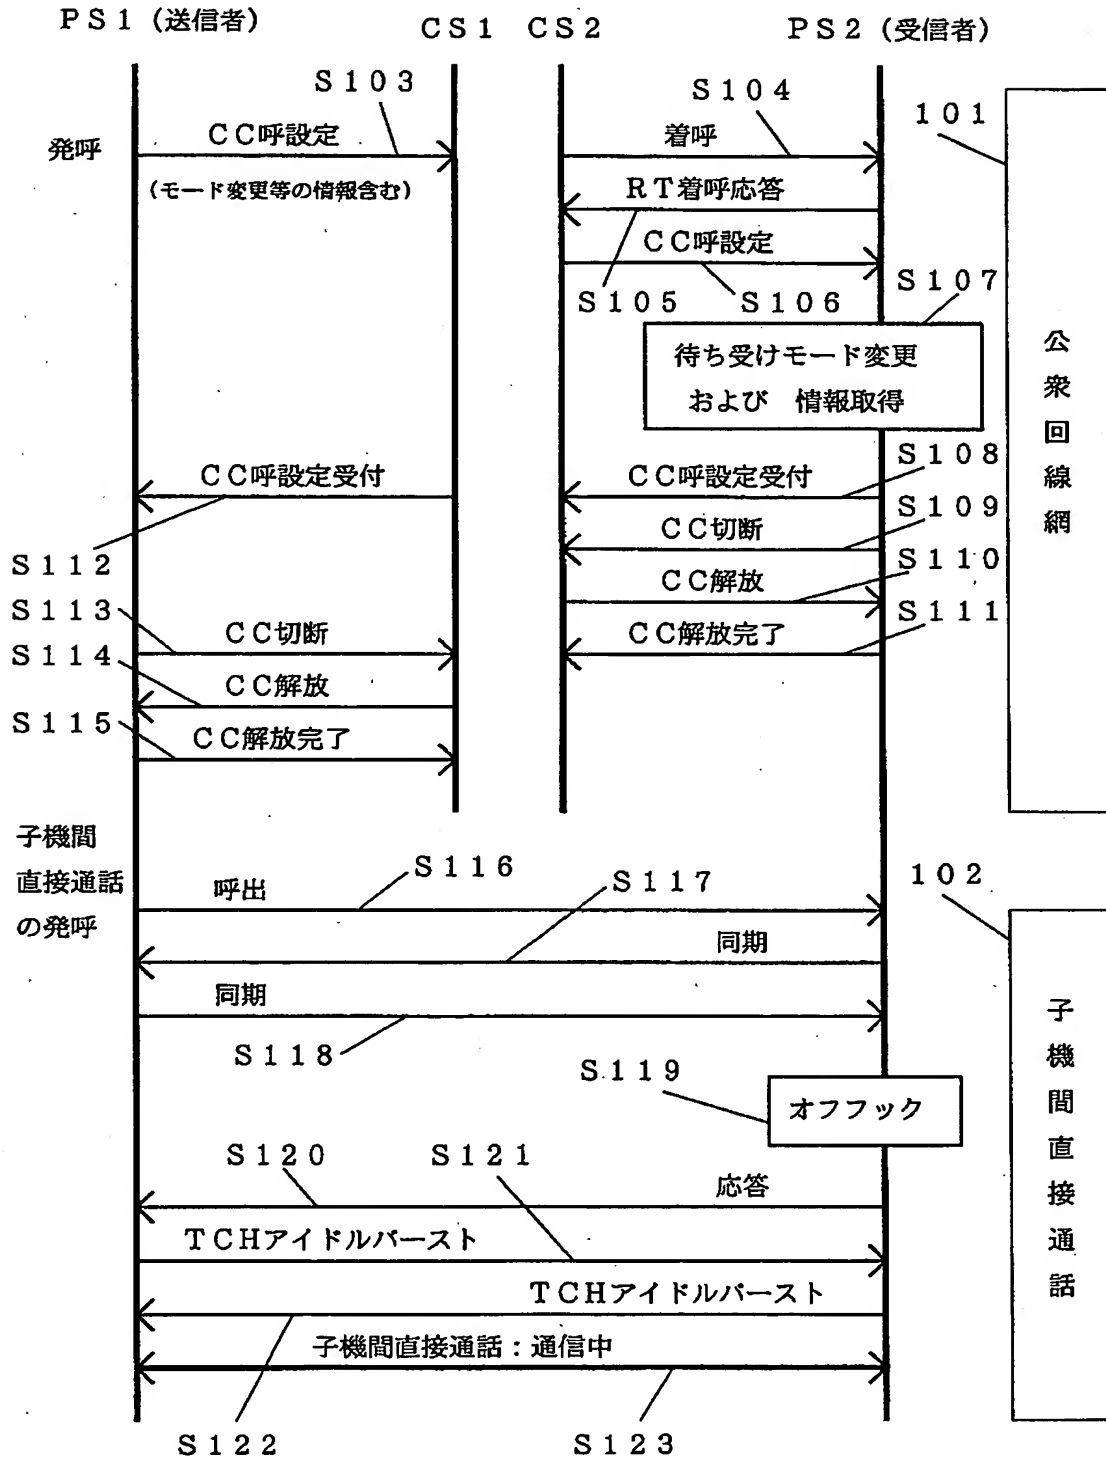 ＰＳ１（送信者）
ＣＳ１
ＣＳ２
ＰＳ２（受信者）
Ｓ１０３
Ｓ１０４
１０１
発呼
ＣＣ呼設定
着呼
（モード変更等の情報含む）
ＲＴ着呼応答
ＣＣ呼設定
Ｓ１０５
Ｓ１０６
Ｓ１０７
待ち受けモード変更
および　情報取得
公衆回線網
ＣＣ呼設定受付
ＣＣ呼設定受付
Ｓ１０８
Ｓ１０９
ＣＣ切断
Ｓ１１２
Ｓ１１０
ＣＣ解放
Ｓ１１３
ＣＣ切断
ＣＣ解放完了
Ｓ１１１
Ｓ１１４
ＣＣ解放
Ｓ１１５
ＣＣ解放完了
子機間
直接通話
の発呼
呼出
Ｓ１１６
Ｓ１１７
１０２
同期
同期
Ｓ１１８
Ｓ１１９
オフフック
子機間直接通話
Ｓ１２０
Ｓ１２１
応答
ＴＣＨアイドルバースト
ＴＣＨアイドルバースト
子機間直接通話：通信中
Ｓ１２２
Ｓ１２３